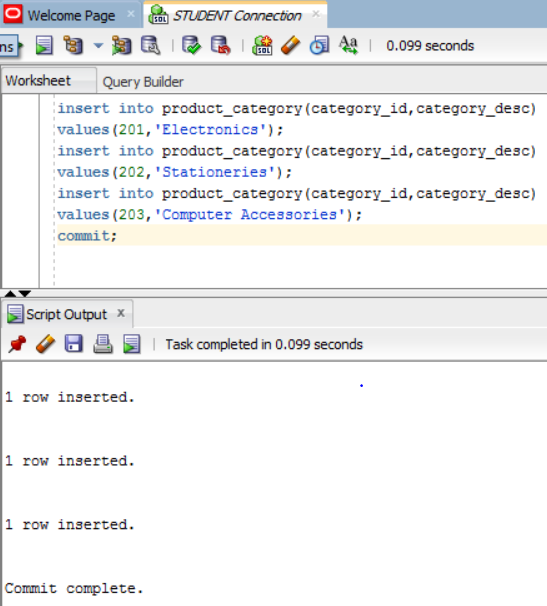 Welcome Page
STUDENT Connection
ns
0.099 seconds
Worksheet
Query Builder
insert into product_category(category_id,category_desc)
values(201,'Electronics');
insert into product_category(category_id,category_desc)
values(202,'Stationeries');
insert into product_category(category_id,category_desc)
values(203,'Computer Accessories');
commit;
Script Output
Task completed in 0.099 seconds
1 row inserted.
1 row inserted.
1 row inserted.
Commit complete.